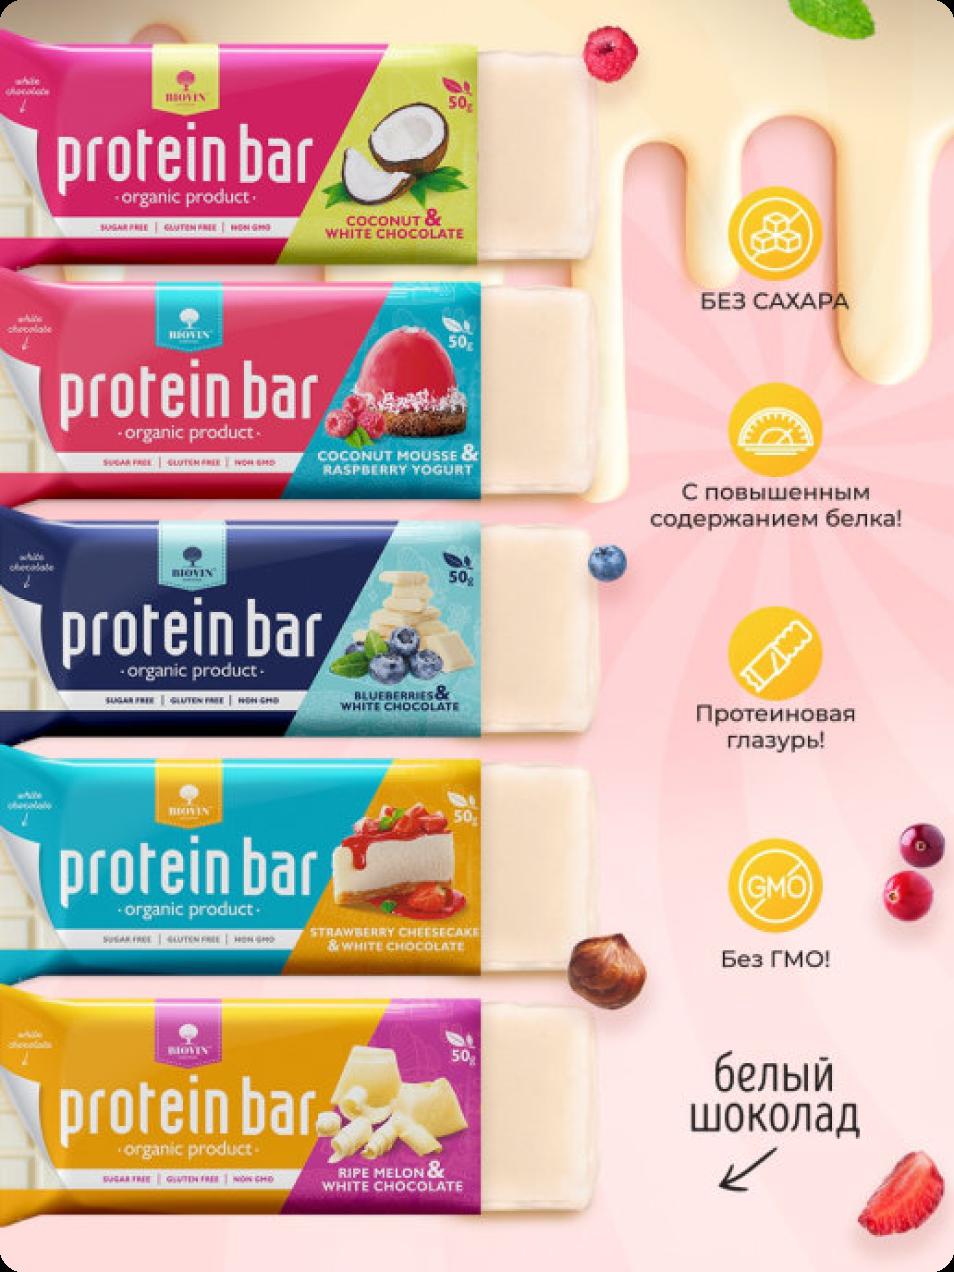 white
chocolate
BIOVIN
50g
protein bar
· organic product ·
COCONUT &
WHITE CHOCOLATE
SUGAR FREE | GLUTEN FREE | NON GMO
white
chocolate
BIOVIN
50g
protein bar
· organic product ·
COCONUT MOUSSE &
RASPBERRY YOGURT
SUGAR FREE | GLUTEN FREE | NON GMO
white
chocolate
BIOVIN
50g
protein bar
· organic product ·
BLUEBERRIES &
WHITE CHOCOLATE
SUGAR FREE | GLUTEN FREE | NON GMO
white
chocolate
BIOVIN
50g
protein bar
· organic product ·
STRAWBERRY CHEESECAKE
& WHITE CHOCOLATE
SUGAR FREE | GLUTEN FREE | NON GMO
white
chocolate
BIOVIN
50g
protein bar
· organic product ·
RIPE MELON &
WHITE CHOCOLATE
SUGAR FREE | GLUTEN FREE | NON GMO
БЕЗ САХАРА
С повышенным
содержанием белка!
Протеиновая
глазурь!
GMO
Без ГМО!
белый
шоколад